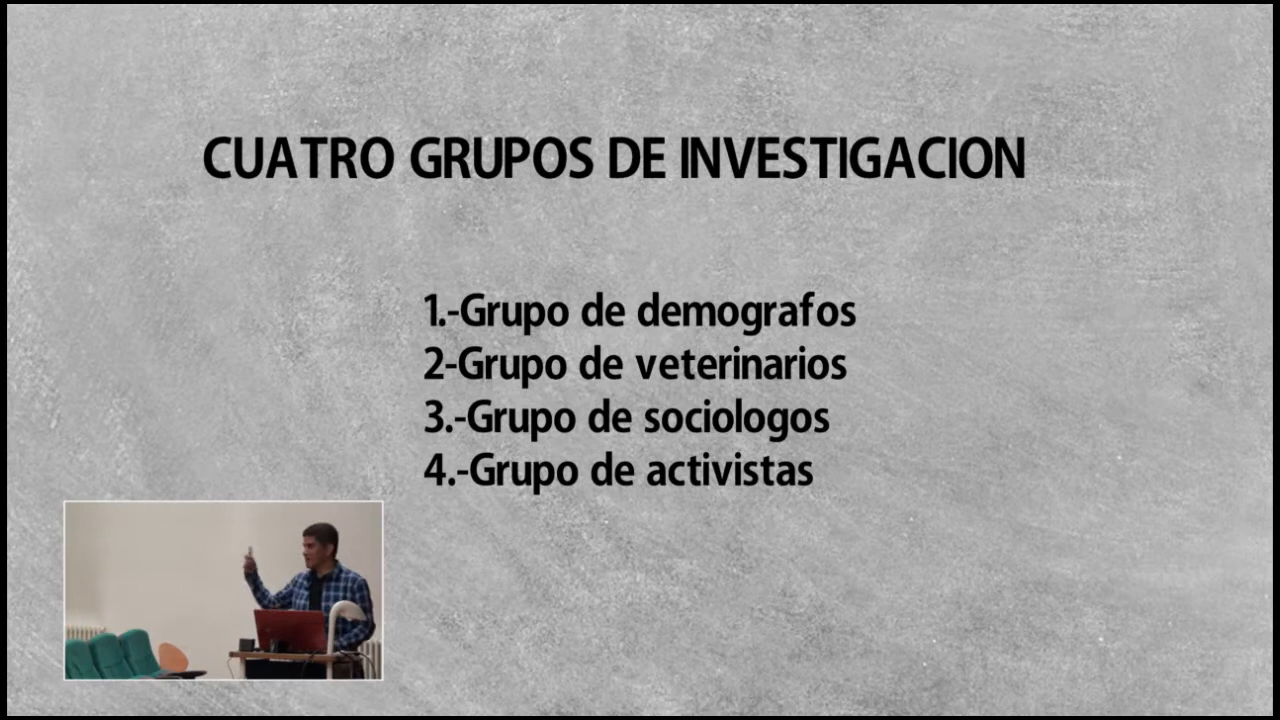 CUATRO GRUPOS DE INVESTIGACION
1.-Grupo de demografos
2-Grupo de veterinarios
3.-Grupo de sociologos
4.-Grupo de activistas